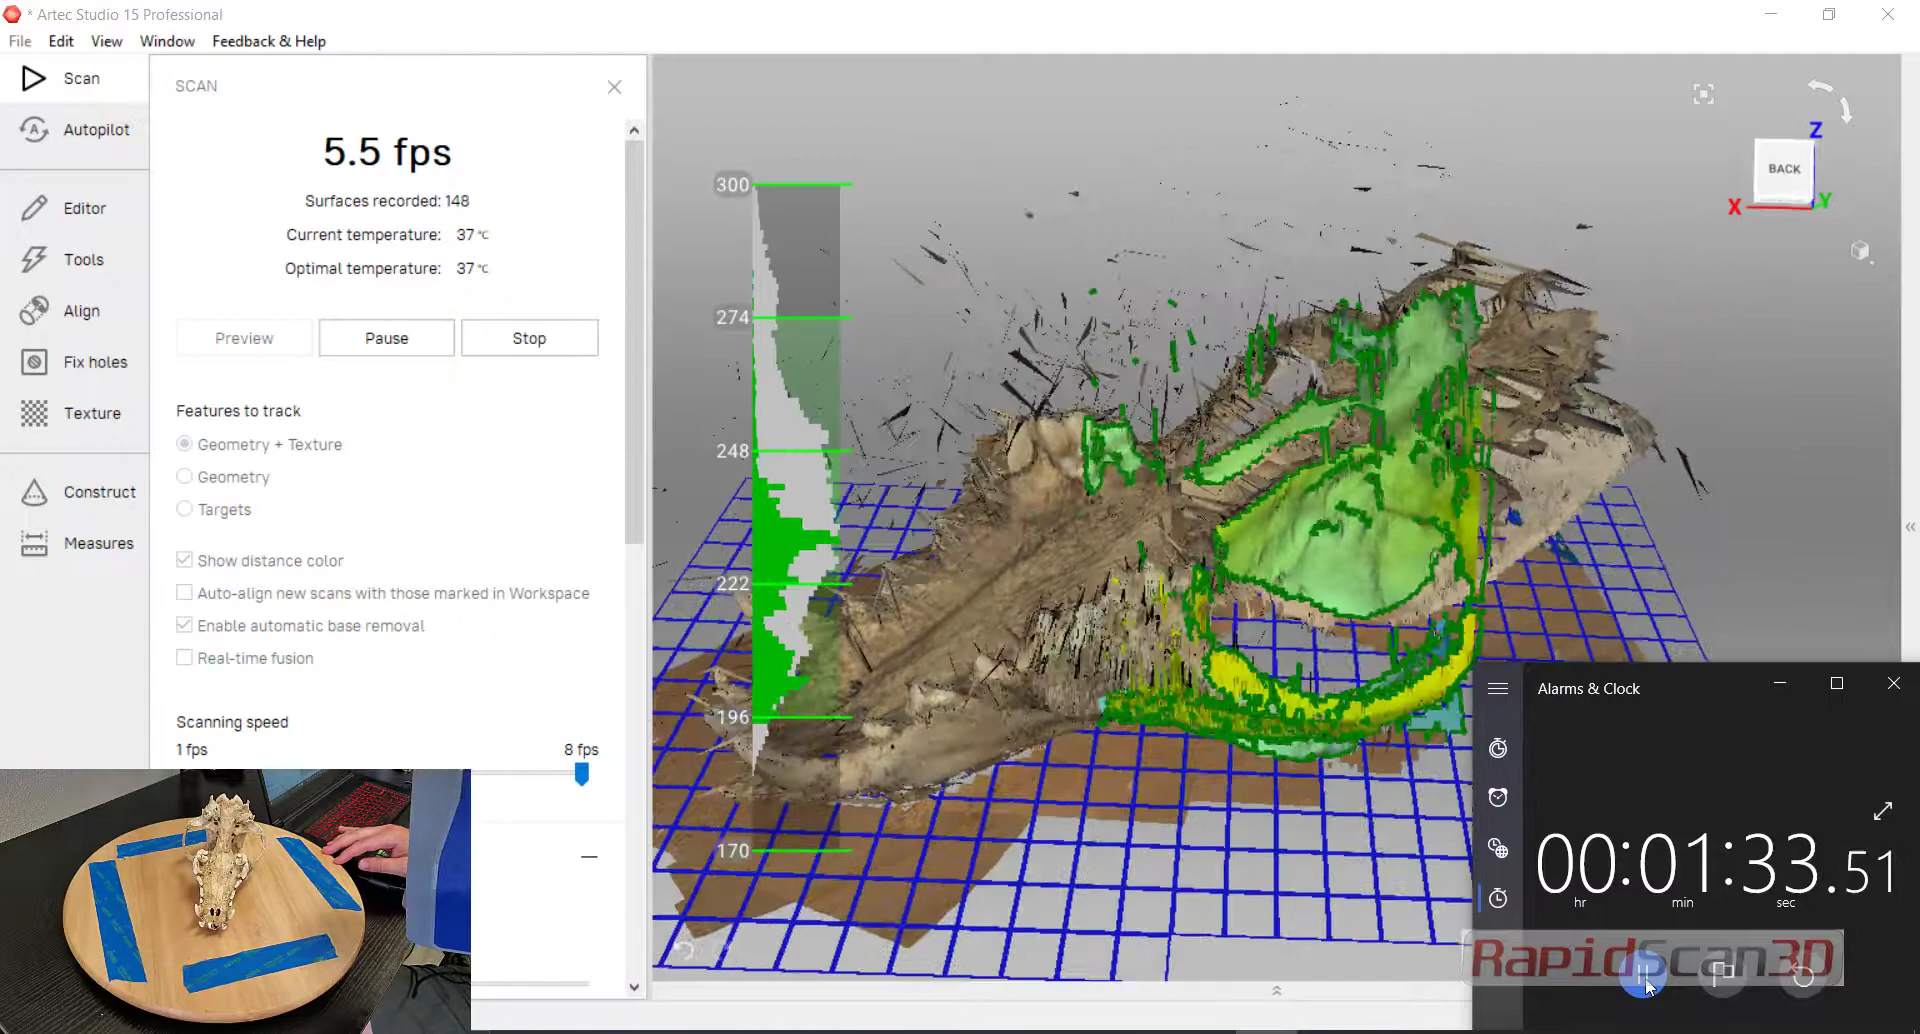 * Artec Studio 15 Professional
File Edit View Window Feedback & Help
Scan
Autopilot
Editor
Tools
Align
Fix holes
Texture
Construct
Measures
SCAN
5.5 fps
Surfaces recorded: 148
Current temperature: 37 °C
Optimal temperature: 37 °C
Preview Pause Stop
Features to track
Geometry + Texture
Geometry
Targets
Show distance color
Auto-align new scans with those marked in Workspace
Enable automatic base removal
Real-time fusion
Scanning speed
1 fps 8 fps
300
274
248
222
196
170
Z
BACK
X Y
Alarms & Clock
00:01:33.51
hr min sec
RapidScan3D